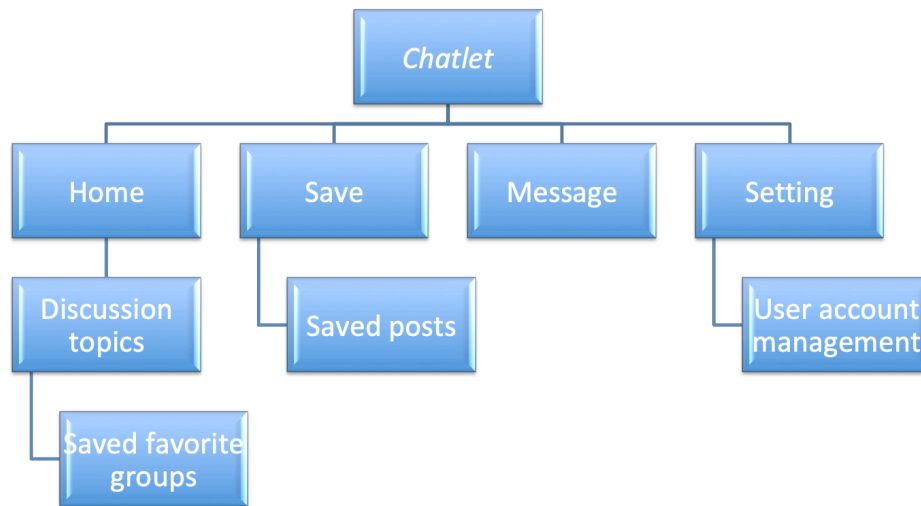 Chatlet
Home
Save
Message
Setting
Discussion
topics
Saved posts
User account
management
Saved favorite
groups